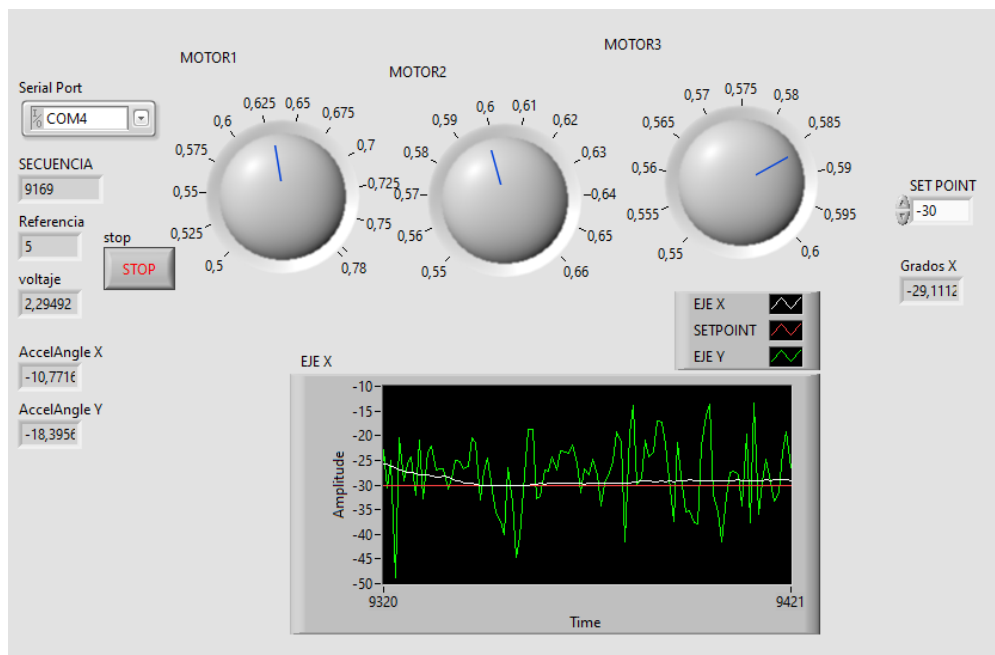 MOTOR1
MOTOR2
MOTOR3
Serial Port
COM4
SECUENCIA
9169
Referencia
5
stop
STOP
voltaje
2,29492
AccelAngle X
-10,7716
AccelAngle Y
-18,3956
0,5
0,525
0,55
0,575
0,6
0,625
0,65
0,675
0,7
0,725
0,75
0,78
0,55
0,56
0,57
0,58
0,59
0,6
0,61
0,62
0,63
0,64
0,65
0,66
0,55
0,555
0,56
0,565
0,57
0,575
0,58
0,585
0,59
0,595
0,6
SET POINT
-30
Grados X
-29,1112
EJE X
SETPOINT
EJE Y
EJE X
Amplitude
-10
-15
-20
-25
-30
-35
-40
-45
-50
9320
9421
Time